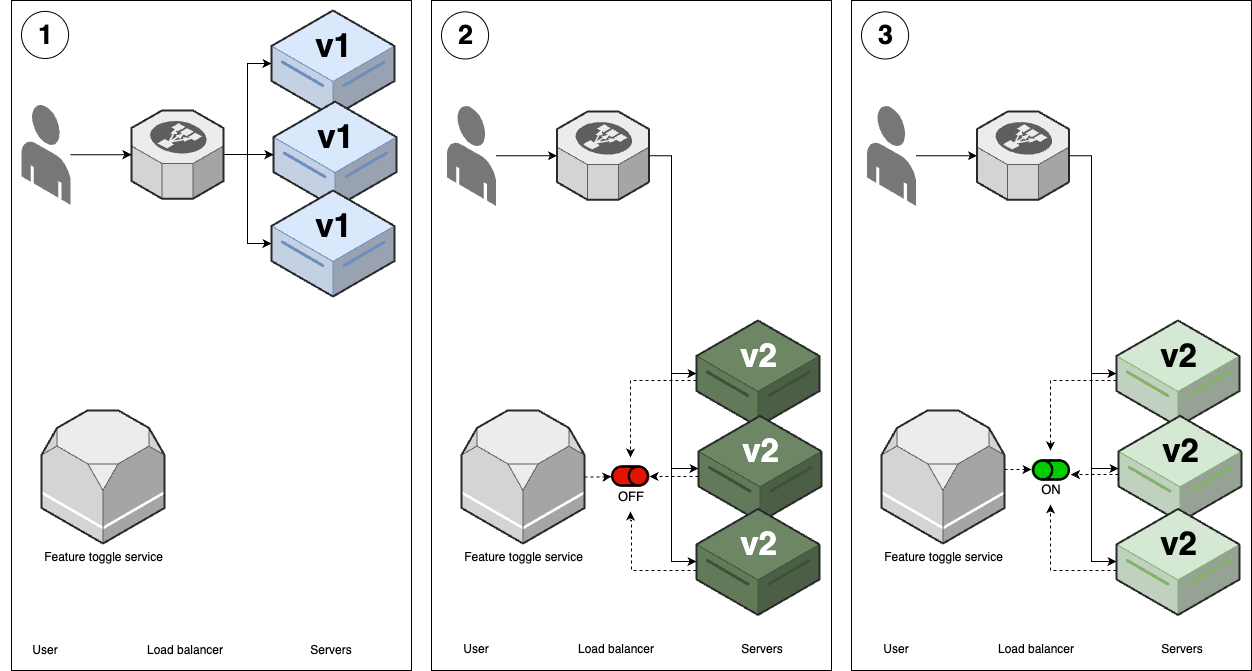 1
v1
v1
v1
Feature toggle service
User
Load balancer
Servers
2
v2
v2
OFF
v2
Feature toggle service
User
Load balancer
Servers
3
v2
v2
ON
v2
Feature toggle service
User
Load balancer
Servers